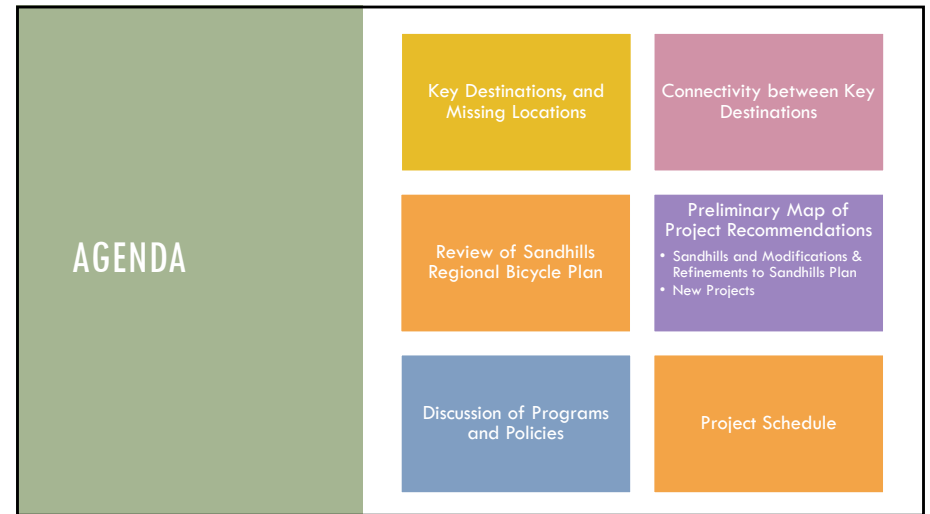 AGENDA
Key Destinations, and
Missing Locations
Connectivity between Key
Destinations
Review of Sandhills
Regional Bicycle Plan
Preliminary Map of
Project Recommendations
• Sandhills and Modifications &
Refinements to Sandhills Plan
• New Projects
Discussion of Programs
and Policies
Project Schedule